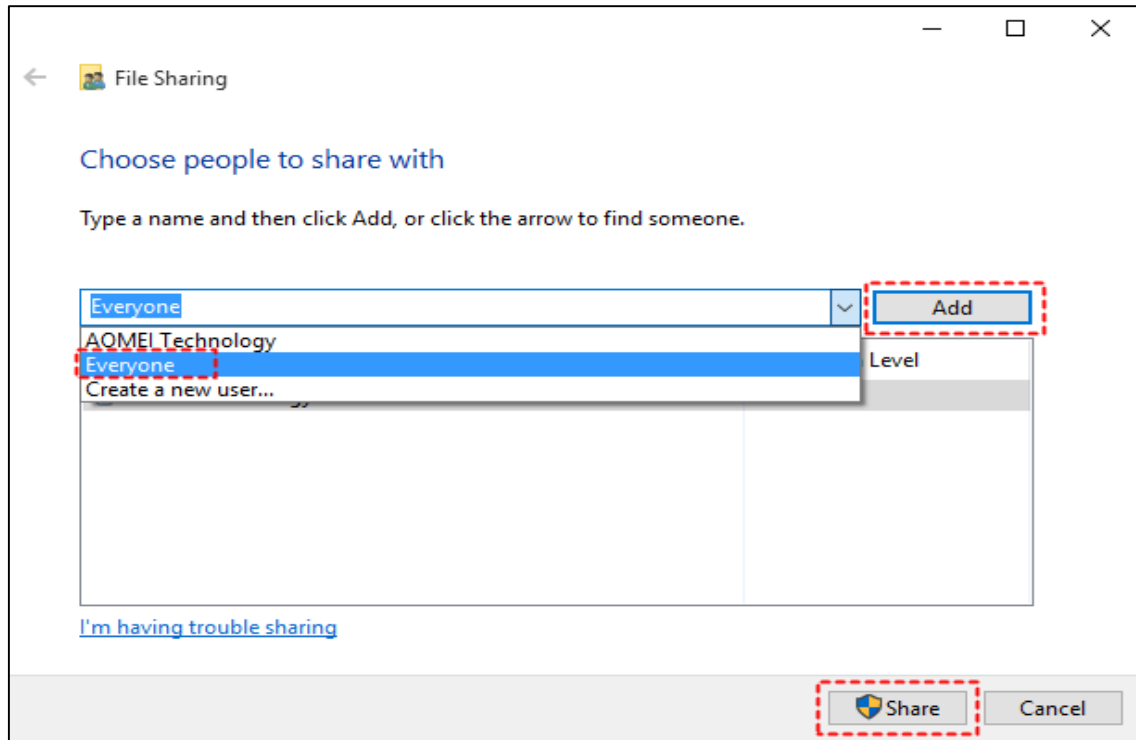 File Sharing
Choose people to share with
Type a name and then click Add, or click the arrow to find someone.
Everyone
Add
AOMEI Technology
Everyone
Level
Create a new user...
I'm having trouble sharing
Share
Cancel